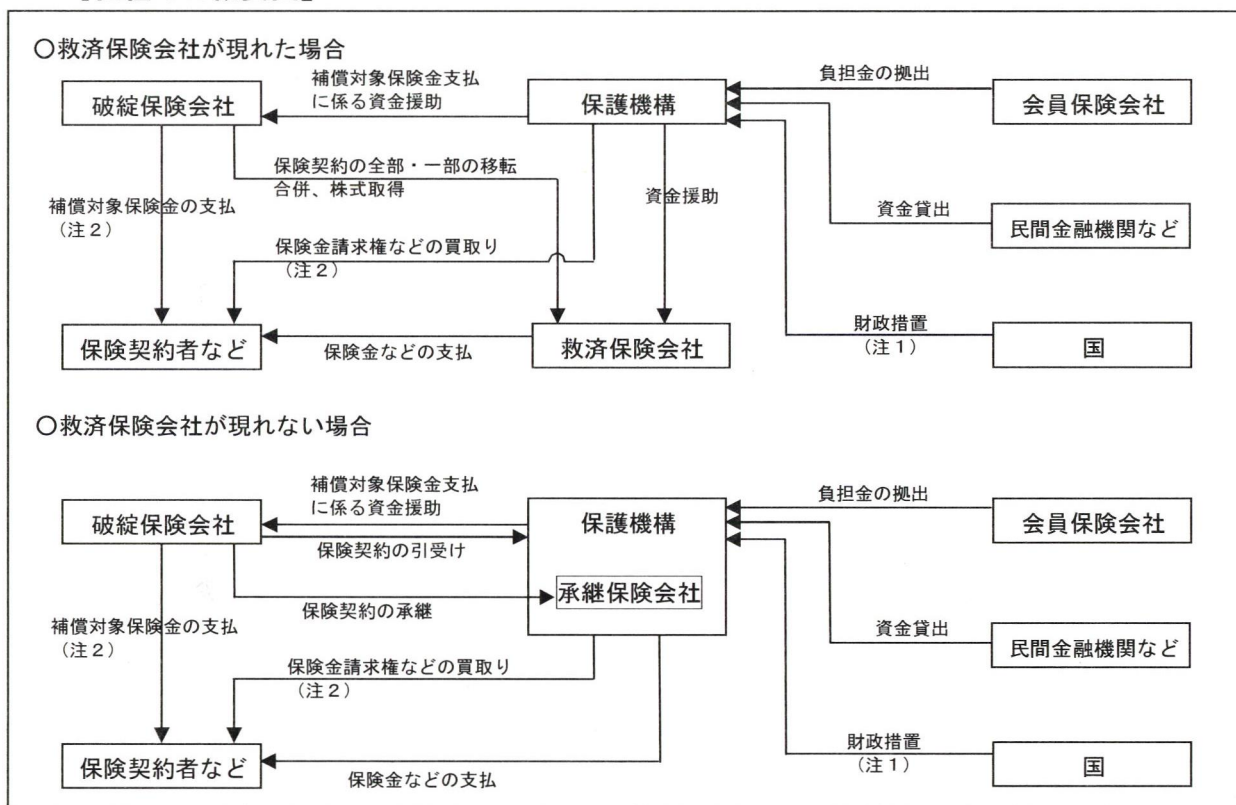 ○救済保険会社が現れた場合
補償対象保険金支払
に係る資金援助
負担金の拠出
破綻保険会社
保護機構
会員保険会社
保険契約の全部・一部の移転
合併、株式取得
資金援助
補償対象保険金の支払
(注2)
資金貸出
民間金融機関など
保険金請求権などの買取り
(注2)
財政措置
(注1)
保険契約者など
保険金などの支払
救済保険会社
国
○救済保険会社が現れない場合
補償対象保険金支払
に係る資金援助
負担金の拠出
破綻保険会社
保護機構
会員保険会社
保険契約の引受け
承継保険会社
保険契約の承継
補償対象保険金の支払
(注2)
資金貸出
民間金融機関など
保険金請求権などの買取り
(注2)
財政措置
(注1)
保険契約者など
保険金などの支払
国